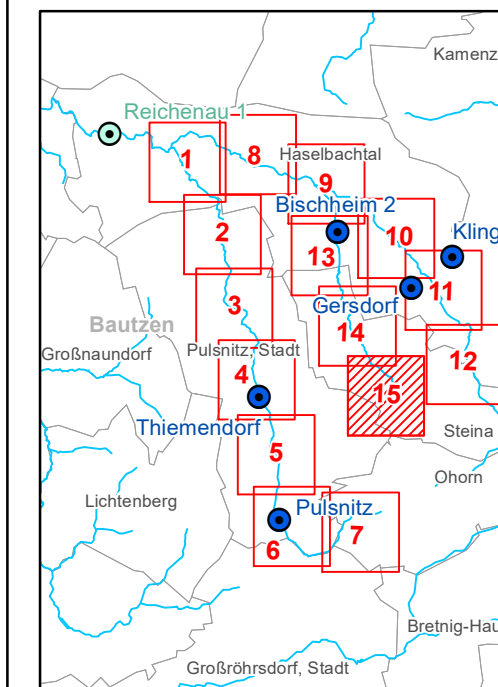 Kamenz
Reichenau 1
1
8
Haselbachtal
9
Bischheim 2
2
10
13
Kling
11
3
Gersdorf
Bautzen
14
Großnaundorf
Pulsnitz, Stadt
12
4
15
Thiemendorf
Steina
5
Ohorn
Lichtenberg
Pulsnitz
6
7
Bretnig-Hau
Großröhrsdorf, Stadt